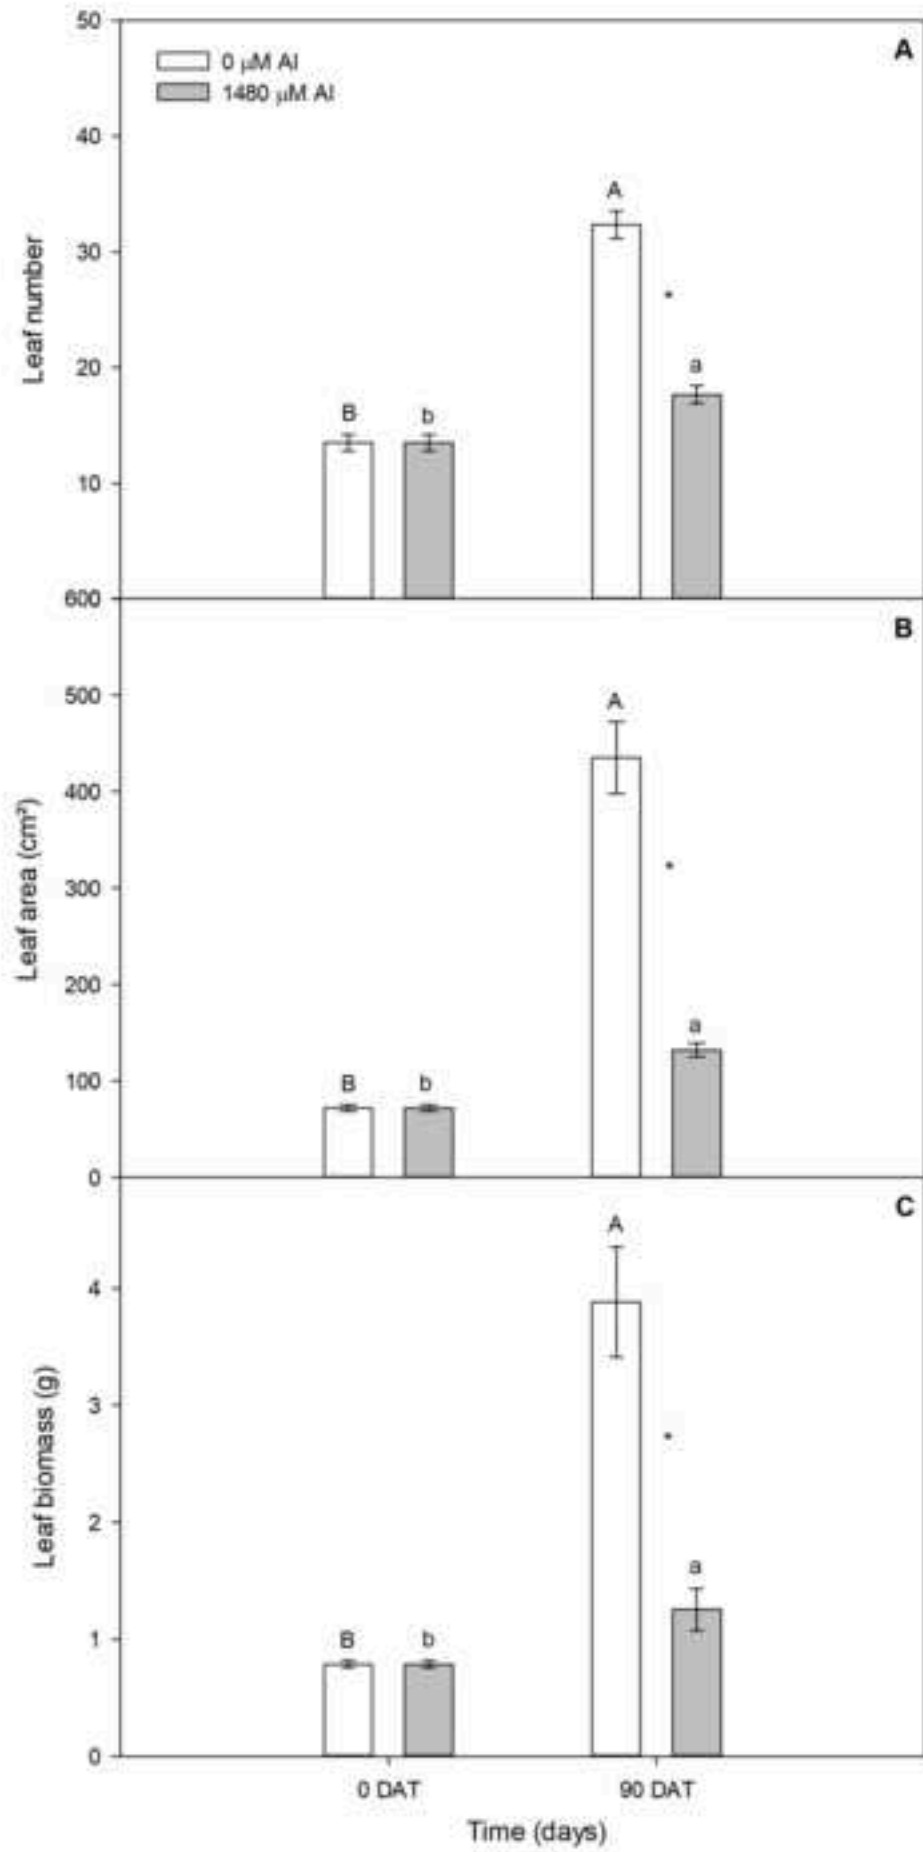 50
A
0 μM Al
1480 μM Al
40
A
30
*
Leaf number
20
a
B
b
10
600
B
500
A
400
*
Leaf area (cm²)
300
200
a
100
B
b
0
C
A
4
3
*
Leaf biomass (g)
2
a
B
b
1
0
0 DAT
90 DAT
Time (days)